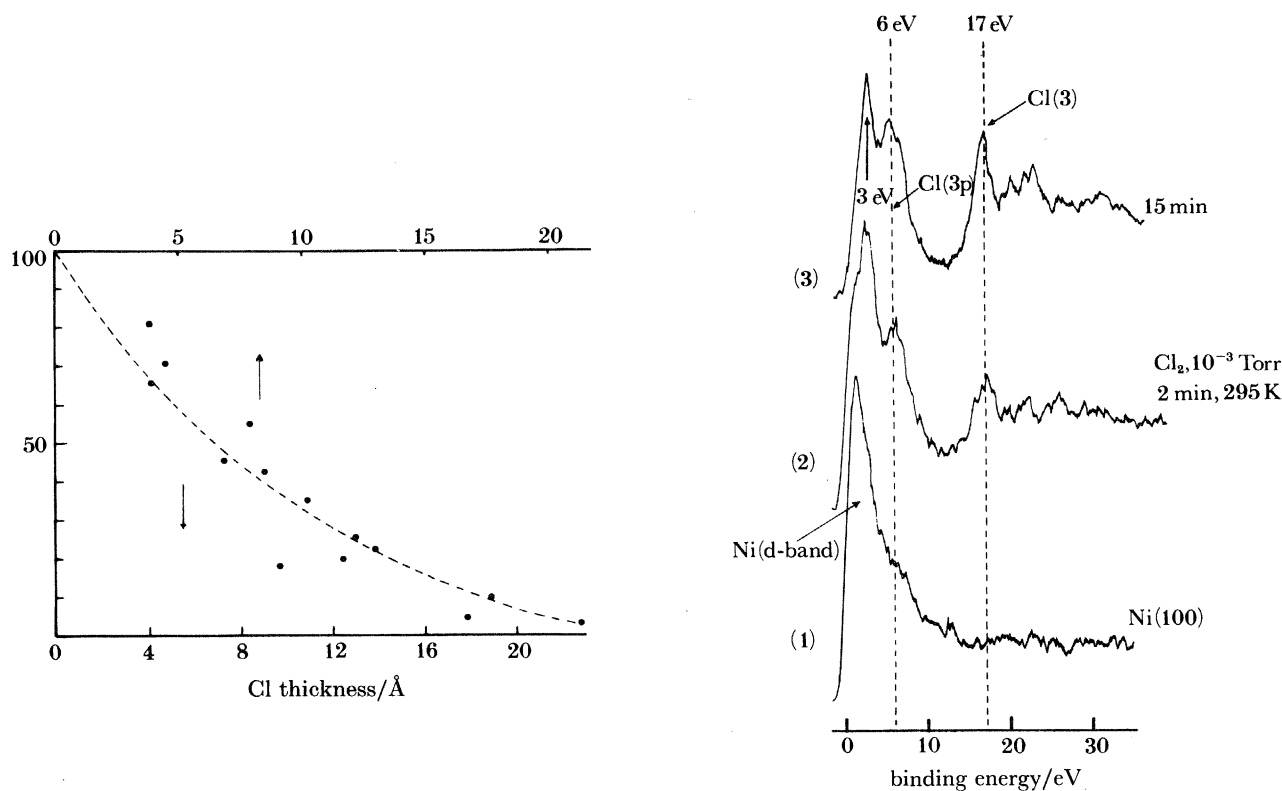 0 5 10 15 20
100
50
0 4 8 12 16 20
Cl thickness/Å
6 eV 17 eV
Cl(3)
Cl(3p)
3 eV
15 min
(3)
Cl₂, 10⁻³ Torr
2 min, 295 K
(2)
Ni(d-band)
Ni(100)
(1)
0 10 20 30
binding energy/eV